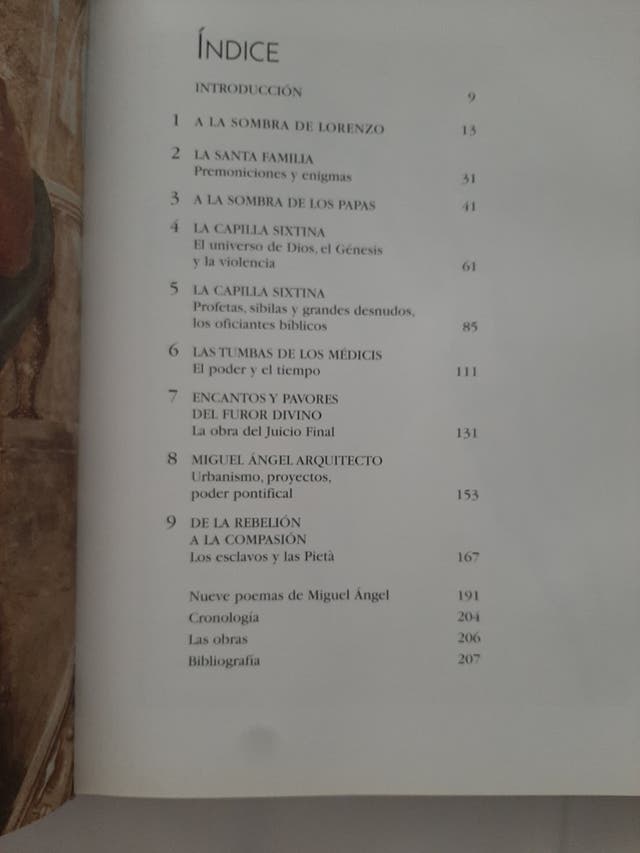 ÍNDICE
INTRODUCCIÓN 9
1 A LA SOMBRA DE LORENZO 13
2 LA SANTA FAMILIA
Premoniciones y enigmas 31
3 A LA SOMBRA DE LOS PAPAS 41
4 LA CAPILLA SIXTINA
El universo de Dios, el Génesis
y la violencia 61
5 LA CAPILLA SIXTINA
Profetas, sibilas y grandes desnudos,
los oficiantes bíblicos 85
6 LAS TUMBAS DE LOS MÉDICIS
El poder y el tiempo 111
7 ENCANTOS Y PAVORES
DEL FUROR DIVINO
La obra del Juicio Final 131
8 MIGUEL ÁNGEL ARQUITECTO
Urbanismo, proyectos,
poder pontifical 153
9 DE LA REBELIÓN
A LA COMPASIÓN
Los esclavos y las Pietà 167
Nueve poemas de Miguel Ángel 191
Cronología 204
Las obras 206
Bibliografía 207